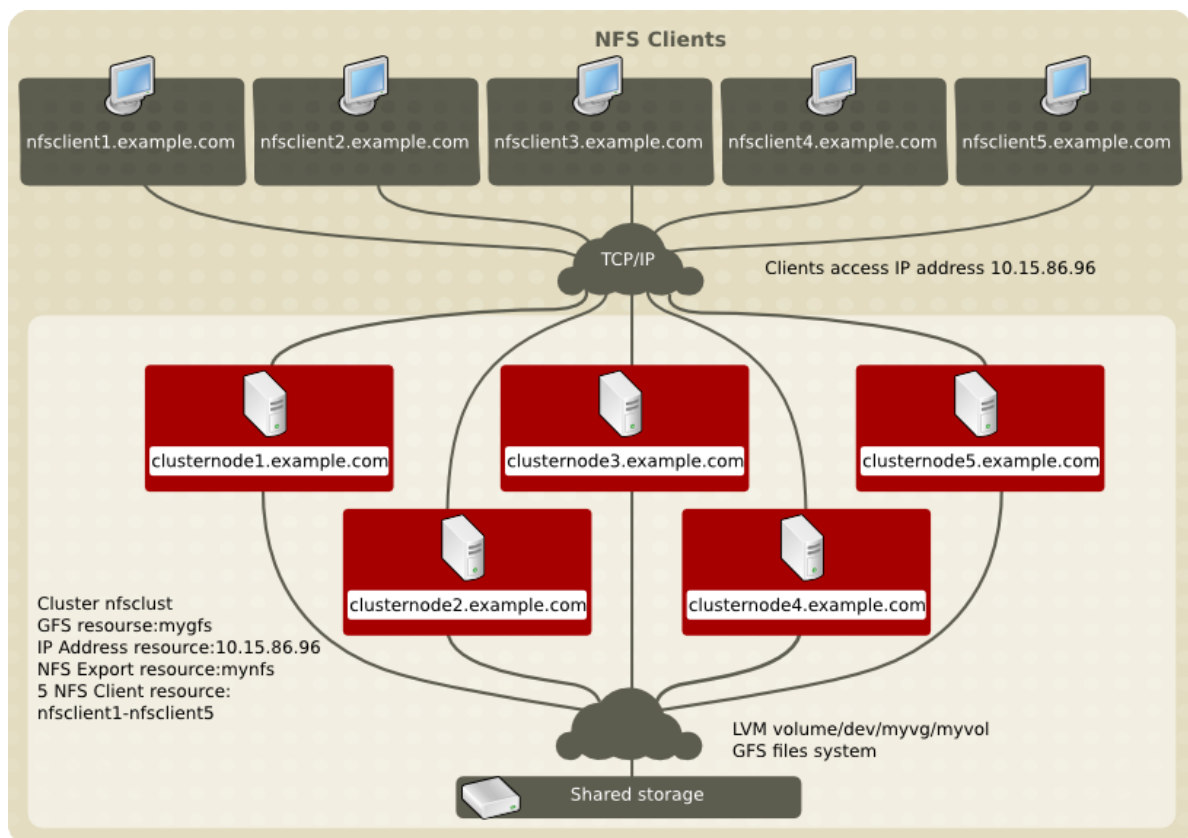 NFS Clients
nfsclient1.example.com
nfsclient2.example.com
nfsclient3.example.com
nfsclient4.example.com
nfsclient5.example.com
TCP/IP
Clients access IP address 10.15.86.96
clusternode1.example.com
clusternode3.example.com
clusternode5.example.com
clusternode2.example.com
clusternode4.example.com
Cluster nfsclust
GFS resourse:mygfs
IP Address resource:10.15.86.96
NFS Export resource:mynfs
5 NFS Client resource:
nfsclient1-nfsclient5
LVM volume/dev/myvg/myvol
GFS files system
Shared storage